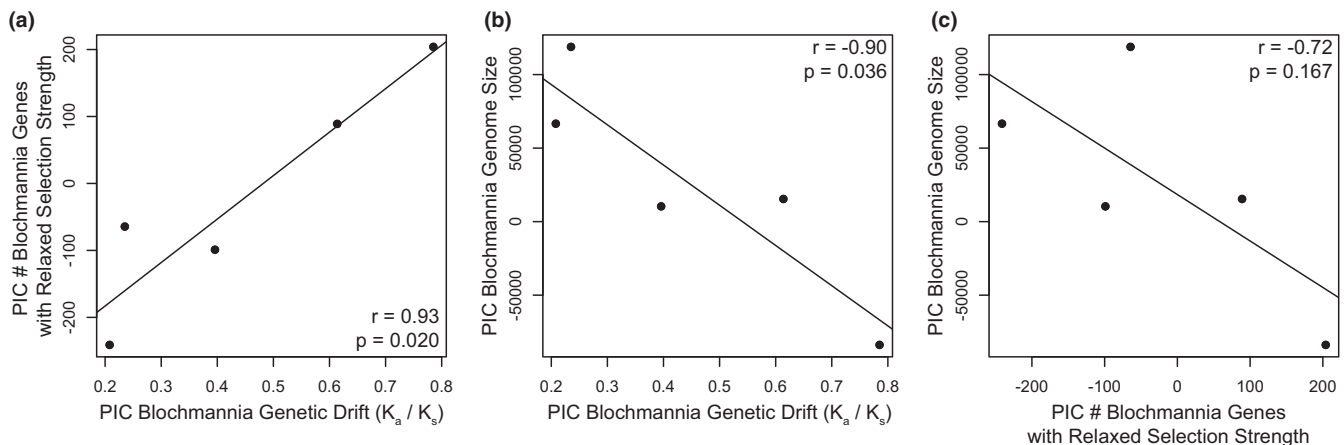 (a)
PIC # Blochmannia Genes
with Relaxed Selection Strength
200
100
0
-100
-200
r = 0.93
p = 0.020
0.2 0.3 0.4 0.5 0.6 0.7 0.8
PIC Blochmannia Genetic Drift (Ka / Ks)
(b)
PIC Blochmannia Genome Size
100000
50000
0
-50000
r = -0.90
p = 0.036
0.2 0.3 0.4 0.5 0.6 0.7 0.8
PIC Blochmannia Genetic Drift (Ka / Ks)
(c)
PIC Blochmannia Genome Size
100000
50000
0
-50000
r = -0.72
p = 0.167
-200 -100 0 100 200
PIC # Blochmannia Genes
with Relaxed Selection Strength